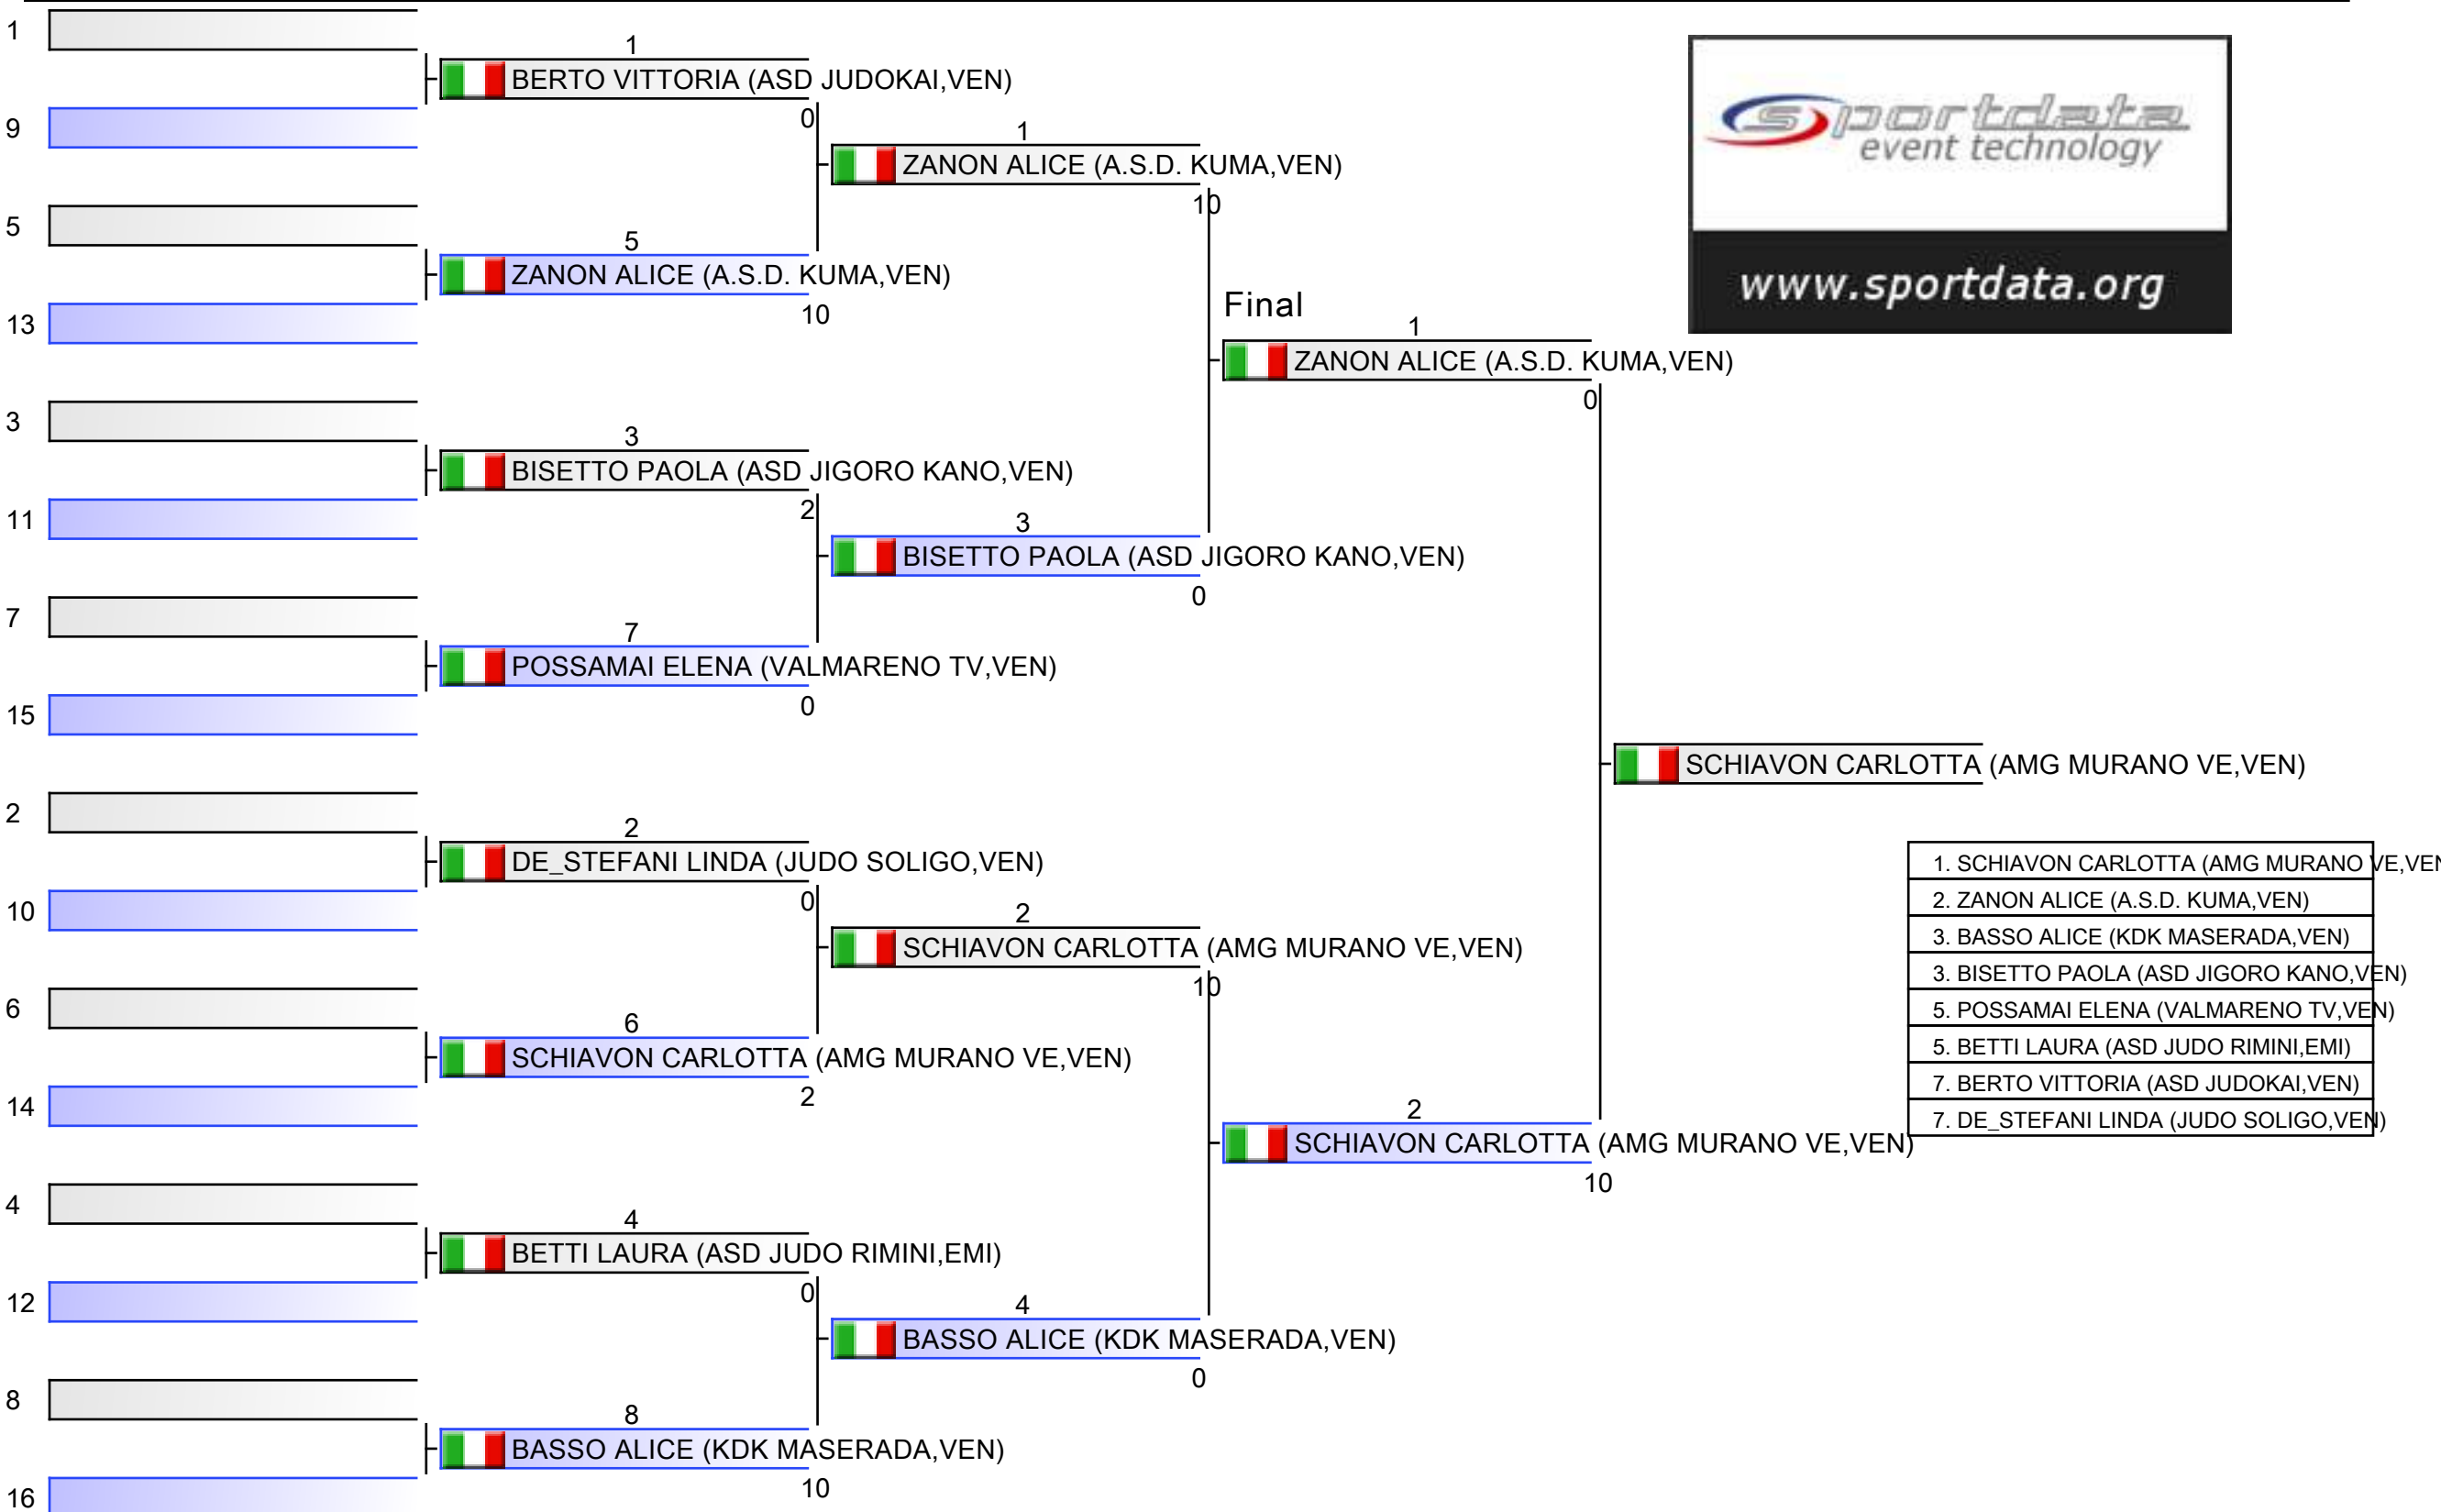 1
1
BERTO VITTORIA (ASD JUDOKAI,VEN)
0
9
1
ZANON ALICE (A.S.D. KUMA,VEN)
10
5
5
ZANON ALICE (A.S.D. KUMA,VEN)
10
13
sportdata
event technology
www.sportdata.org
Final
1
ZANON ALICE (A.S.D. KUMA,VEN)
0
3
3
BISETTO PAOLA (ASD JIGORO KANO,VEN)
2
11
3
BISETTO PAOLA (ASD JIGORO KANO,VEN)
0
7
7
POSSAMAI ELENA (VALMARENO TV,VEN)
0
15
SCHIAVON CARLOTTA (AMG MURANO VE,VEN)
2
2
DE_STEFANI LINDA (JUDO SOLIGO,VEN)
0
10
2
SCHIAVON CARLOTTA (AMG MURANO VE,VEN)
10
6
6
SCHIAVON CARLOTTA (AMG MURANO VE,VEN)
2
14
2
SCHIAVON CARLOTTA (AMG MURANO VE,VEN)
10
1. SCHIAVON CARLOTTA (AMG MURANO VE,VEN
2. ZANON ALICE (A.S.D. KUMA,VEN)
3. BASSO ALICE (KDK MASERADA,VEN)
3. BISETTO PAOLA (ASD JIGORO KANO,VEN)
5. POSSAMAI ELENA (VALMARENO TV,VEN)
5. BETTI LAURA (ASD JUDO RIMINI,EMI)
7. BERTO VITTORIA (ASD JUDOKAI,VEN)
7. DE_STEFANI LINDA (JUDO SOLIGO,VEN)
4
4
BETTI LAURA (ASD JUDO RIMINI,EMI)
0
12
4
BASSO ALICE (KDK MASERADA,VEN)
0
8
8
BASSO ALICE (KDK MASERADA,VEN)
10
16